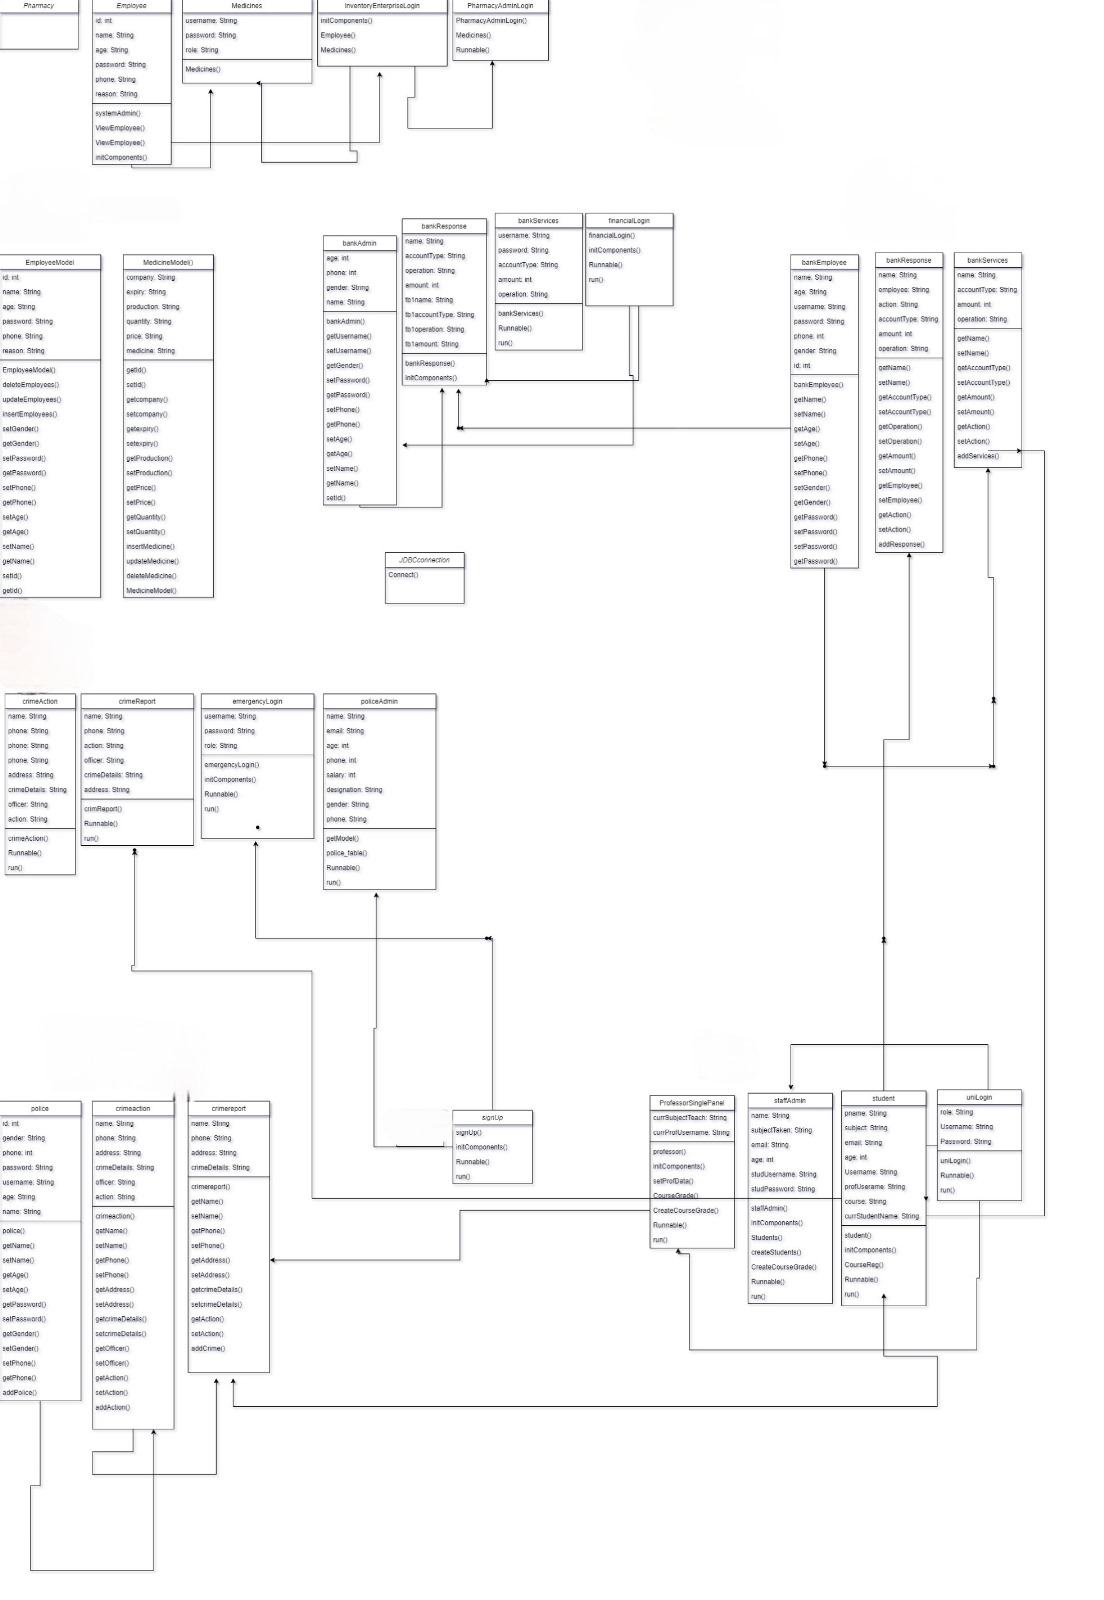 Pharmacy
Employee
id: int
name: String
age: String
password: String
phone: String
reason: String
systemAdmin()
ViewEmployee()
ViewEmployee()
initComponents()
Medicines
username: String
password: String
role: String
Medicines()
InventoryEnterpriseLogin
initComponents()
Employee()
Medicines()
PharmacyAdminLogin
PharmacyAdminLogin()
Medicines()
Runnable()
EmployeeModel
id: int
name: String
age: String
password: String
phone: String
reason: String
EmployeeModel()
deleteEmployees()
updateEmployees()
insertEmployees()
setGender()
getGender()
setPassword()
getPassword()
setPhone()
getPhone()
setAge()
getAge()
setName()
getName()
setId()
getId()
MedicineModel()
company: String
expiry: String
production: String
quantity: String
price: String
medicine: String
getId()
setId()
getcompany()
setcompany()
getexpiry()
setexpiry()
getProduction()
setProduction()
getPrice()
setPrice()
getQuantity()
setQuantity()
insertMedicine()
updateMedicine()
deleteMedicine()
MedicineModel()
bankAdmin
age: int
phone: int
gender: String
name: String
bankAdmin()
getUsername()
setUsername()
getGender()
setPassword()
getPassword()
setPhone()
getPhone()
setAge()
getAge()
setName()
getName()
setId()
bankResponse
name: String
accountType: String
operation: String
amount: int
tb1name: String
tb1accountType: String
tb1operation: String
tb1amount: String
bankResponse()
initComponents()
bankServices
username: String
password: String
accountType: String
amount: int
operation: String
bankServices()
Runnable()
run()
financialLogin
financialLogin()
initComponents()
Runnable()
run()
JDBCconnection
Connect()
bankEmployee
name: String
age: String
username: String
password: String
phone: int
gender: String
id: int
bankEmployee()
getName()
setName()
getAge()
setAge()
getPhone()
setPhone()
setGender()
getGender()
getPassword()
setPassword()
setPassword()
getPassword()
bankResponse
name: String
employee: String
action: String
accountType: String
amount: int
operation: String
getName()
setName()
getAccountType()
setAccountType()
getOperation()
setOperation()
getAmount()
setAmount()
getEmployee()
setEmployee()
getAction()
setAction()
addResponse()
bankServices
name: String
accountType: String
amount: int
operation: String
getName()
setName()
getAccountType()
setAccountType()
getAmount()
setAmount()
getAction()
setAction()
addServices()
crimeAction
name: String
phone: String
phone: String
phone: String
address: String
crimeDetails: String
officer: String
action: String
crimeAction()
Runnable()
run()
crimeReport
name: String
phone: String
action: String
officer: String
crimeDetails: String
address: String
crimReport()
Runnable()
run()
emergencyLogin
username: String
password: String
role: String
emergencyLogin()
initComponents()
Runnable()
run()
policeAdmin
name: String
email: String
age: int
phone: int
salary: int
designation: String
gender: String
phone: String
getModel()
police_table()
Runnable()
run()
police
id: int
gender: String
phone: int
password: String
username: String
age: String
name: String
police()
getName()
setName()
getAge()
setAge()
getPassword()
setPassword()
getGender()
setGender()
setPhone()
getPhone()
addPolice()
crimeaction
name: String
phone: String
address: String
crimeDetails: String
officer: String
action: String
crimeaction()
getName()
setName()
getPhone()
setPhone()
getAddress()
setAddress()
getcrimeDetails()
setcrimeDetails()
getOfficer()
setOfficer()
getAction()
setAction()
addAction()
crimereport
name: String
phone: String
address: String
crimeDetails: String
crimereport()
getName()
setName()
getPhone()
setPhone()
getAddress()
setAddress()
getcrimeDetails()
setcrimeDetails()
getAction()
setAction()
addCrime()
signUp
signUp()
initComponents()
Runnable()
run()
ProfessorSinglePanel
currSubjectTeach: String
currProfUsername: String
professor()
initComponents()
setProfData()
CourseGrade()
CreateCourseGrade()
Runnable()
run()
staffAdmin
name: String
subjectTaken: String
email: String
age: int
studUsername: String
studPassword: String
staffAdmin()
initComponents()
Students()
createStudents()
CreateCourseGrade()
Runnable()
run()
student
pname: String
subject: String
email: String
age: int
Username: String
profUserame: String
course: String
currStudentName: String
student()
initComponents()
CourseReg()
Runnable()
run()
uniLogin
role: String
Username: String
Password: String
uniLogin()
Runnable()
run()